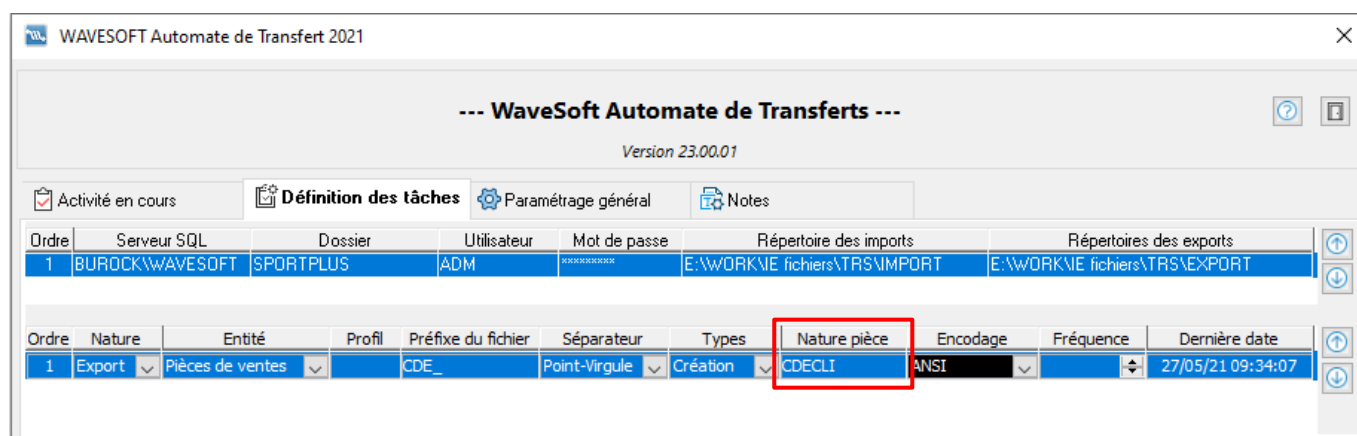 WAVESOFT Automate de Transfert 2021
--- WaveSoft Automate de Transferts ---
Version 23.00.01
Activité en cours Définition des tâches Paramétrage général Notes
Ordre Serveur SQL Dossier Utilisateur Mot de passe Répertoire des imports Répertoires des exports
1 BUROCK\WAVESOFT SPORTPLUS ADM ********* E:\WORK\IE fichiers\TRS\IMPORT E:\WORK\IE fichiers\TRS\EXPORT
Ordre Nature Entité Profil Préfixe du fichier Séparateur Types Nature pièce Encodage Fréquence Dernière date
1 Export Pièces de ventes CDE_ Point-Virgule Création CDECLI ANSI 27/05/21 09:34:07